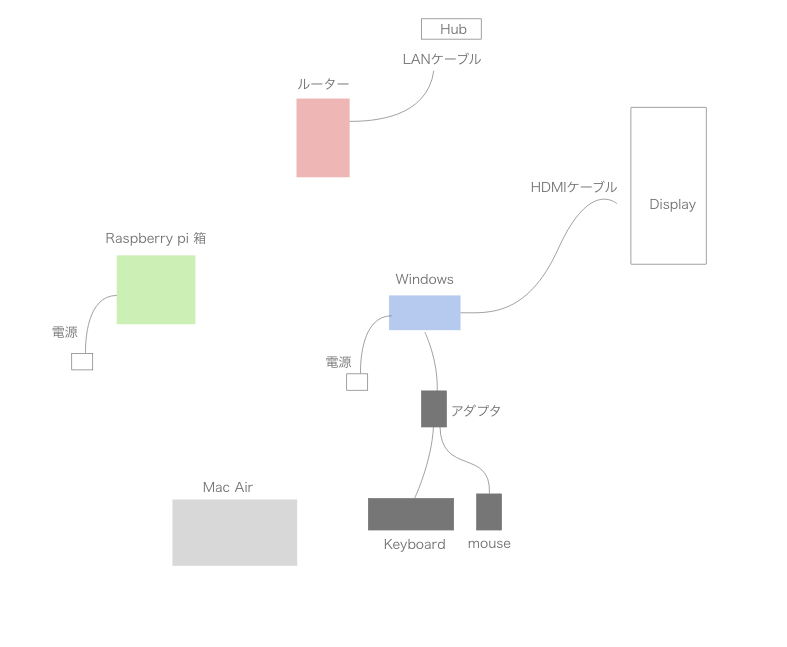 Hub
LANケーブル
ルーター
HDMIケーブル
Display
Raspberry pi 箱
Windows
電源
電源
アダプタ
Mac Air
Keyboard
mouse